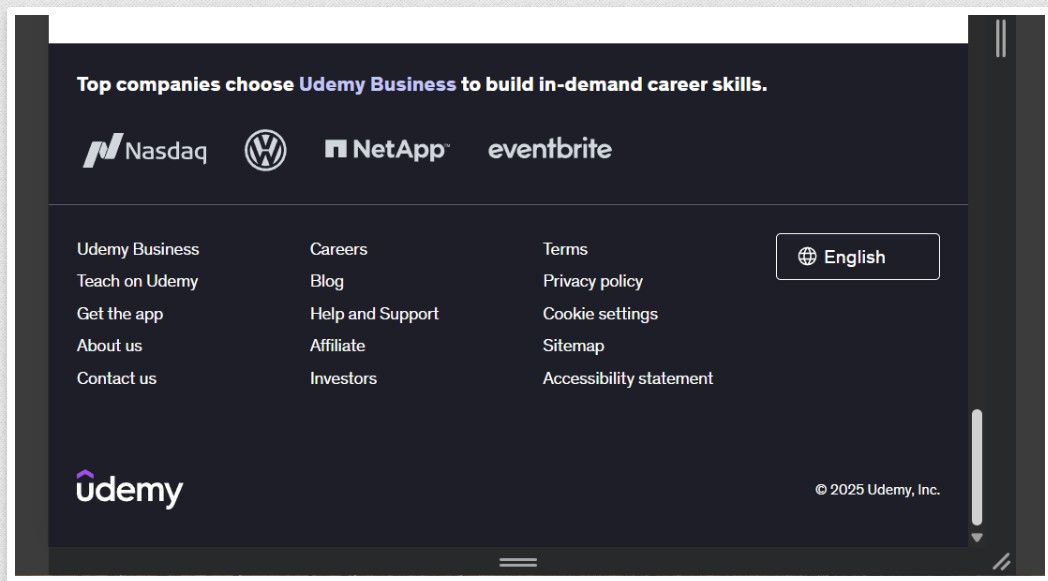 Top companies choose Udemy Business to build in-demand career skills.
Nasdaq
NetApp™
eventbrite
Udemy Business
Teach on Udemy
Get the app
About us
Contact us
Careers
Blog
Help and Support
Affiliate
Investors
Terms
Privacy policy
Cookie settings
Sitemap
Accessibility statement
English
udemy
© 2025 Udemy, Inc.